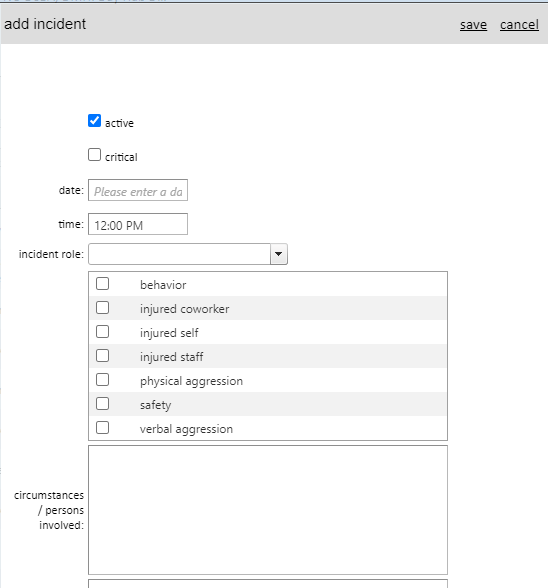 add incident
save cancel
active
critical
date: Please enter a da
time: 12:00 PM
incident role:
behavior
injured coworker
injured self
injured staff
physical aggression
safety
verbal aggression
circumstances
/ persons
involved: